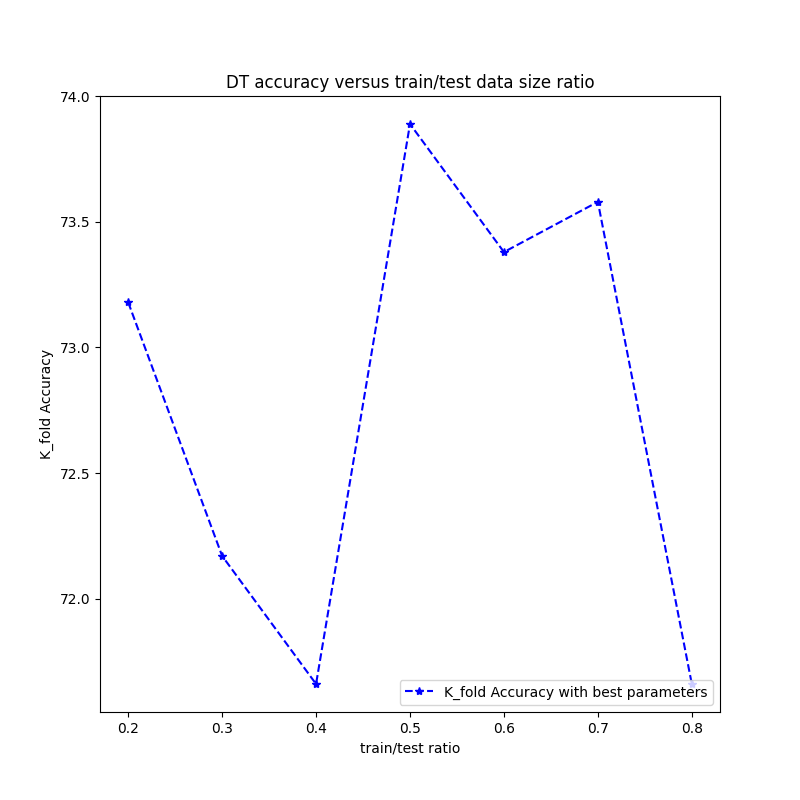 DT accuracy versus train/test data size ratio
74.0
73.5
73.0
72.5
72.0
K_fold Accuracy
K_fold Accuracy with best parameters
0.2 0.3 0.4 0.5 0.6 0.7 0.8
train/test ratio